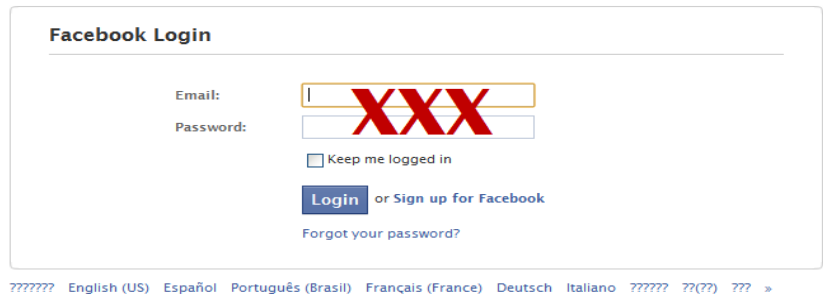 Facebook Login
Email:
XXX
Password:
Keep me logged in
Login or Sign up for Facebook
Forgot your password?
??????? English (US) Español Português (Brasil) Français (France) Deutsch Italiano ?????? ??(??) ??? »